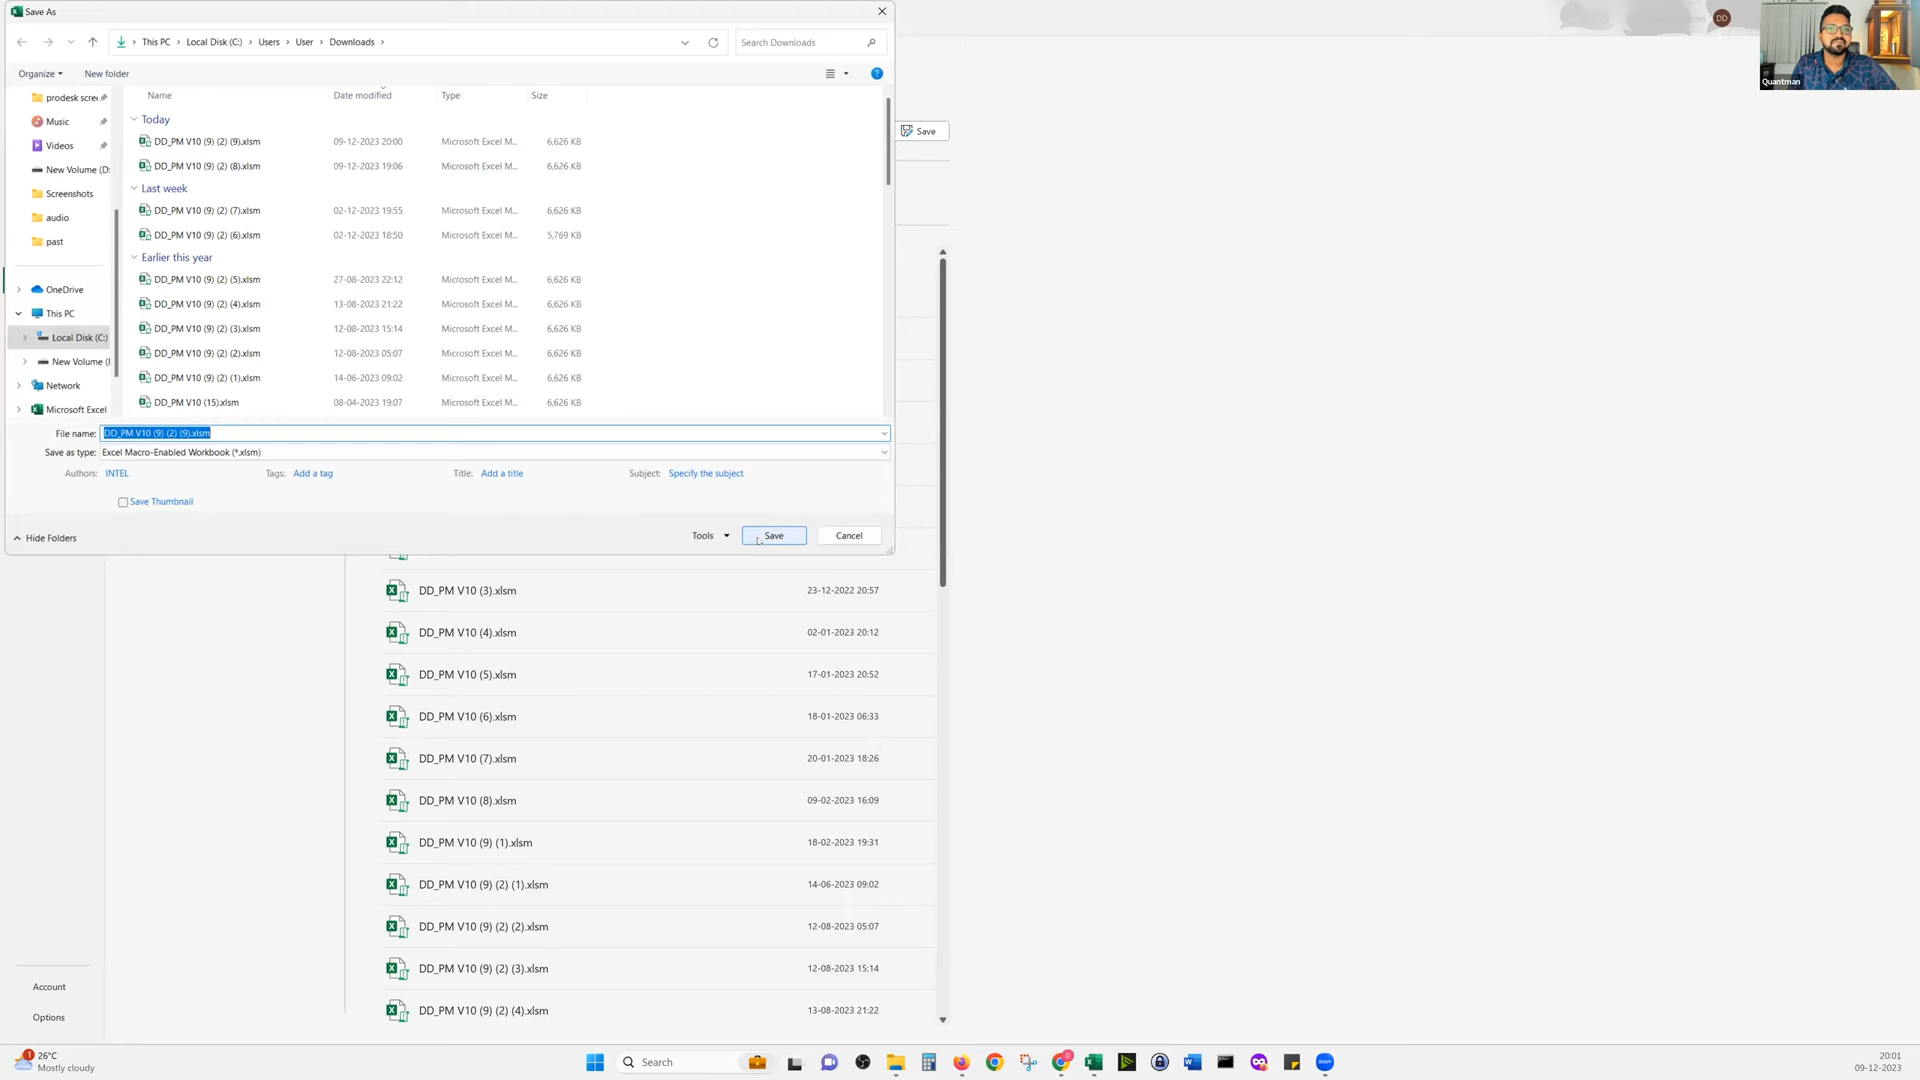 Save As
This PC > Local Disk (C:) > Users > User > Downloads >
Search Downloads
Organize
New folder
Name Date modified Type Size
Today
DD_PM V10 (9) (2) (9).xlsm 09-12-2023 20:00 Microsoft Excel M... 6,626 KB
DD_PM V10 (9) (2) (8).xlsm 09-12-2023 19:06 Microsoft Excel M... 6,626 KB
Last week
DD_PM V10 (9) (2) (7).xlsm 02-12-2023 19:55 Microsoft Excel M... 6,626 KB
DD_PM V10 (9) (2) (6).xlsm 02-12-2023 18:50 Microsoft Excel M... 5,769 KB
Earlier this year
DD_PM V10 (9) (2) (5).xlsm 27-08-2023 22:12 Microsoft Excel M... 6,626 KB
DD_PM V10 (9) (2) (4).xlsm 13-08-2023 21:22 Microsoft Excel M... 6,626 KB
DD_PM V10 (9) (2) (3).xlsm 12-08-2023 15:14 Microsoft Excel M... 6,626 KB
DD_PM V10 (9) (2) (2).xlsm 12-08-2023 05:07 Microsoft Excel M... 6,626 KB
DD_PM V10 (9) (2) (1).xlsm 14-06-2023 09:02 Microsoft Excel M... 6,626 KB
DD_PM V10 (15).xlsm 08-04-2023 19:07 Microsoft Excel M... 6,626 KB
prodesk scree
Music
Videos
New Volume (D:
Screenshots
audio
past
OneDrive
This PC
Local Disk (C:)
New Volume (
Network
Microsoft Excel
File name: DD_PM V10 (9) (2) (9).xlsm
Save as type: Excel Macro-Enabled Workbook (*.xlsm)
Authors: INTEL Tags: Add a tag Title: Add a title Subject: Specify the subject
Save Thumbnail
Hide Folders
Tools Save Cancel
Save
DD
Quantman
DD_PM V10 (3).xlsm 23-12-2022 20:57
DD_PM V10 (4).xlsm 02-01-2023 20:12
DD_PM V10 (5).xlsm 17-01-2023 20:52
DD_PM V10 (6).xlsm 18-01-2023 06:33
DD_PM V10 (7).xlsm 20-01-2023 18:26
DD_PM V10 (8).xlsm 09-02-2023 16:09
DD_PM V10 (9) (1).xlsm 18-02-2023 19:31
DD_PM V10 (9) (2) (1).xlsm 14-06-2023 09:02
DD_PM V10 (9) (2) (2).xlsm 12-08-2023 05:07
DD_PM V10 (9) (2) (3).xlsm 12-08-2023 15:14
DD_PM V10 (9) (2) (4).xlsm 13-08-2023 21:22
Account
Options
1
26°C
Mostly cloudy
Search
20:01
09-12-2023